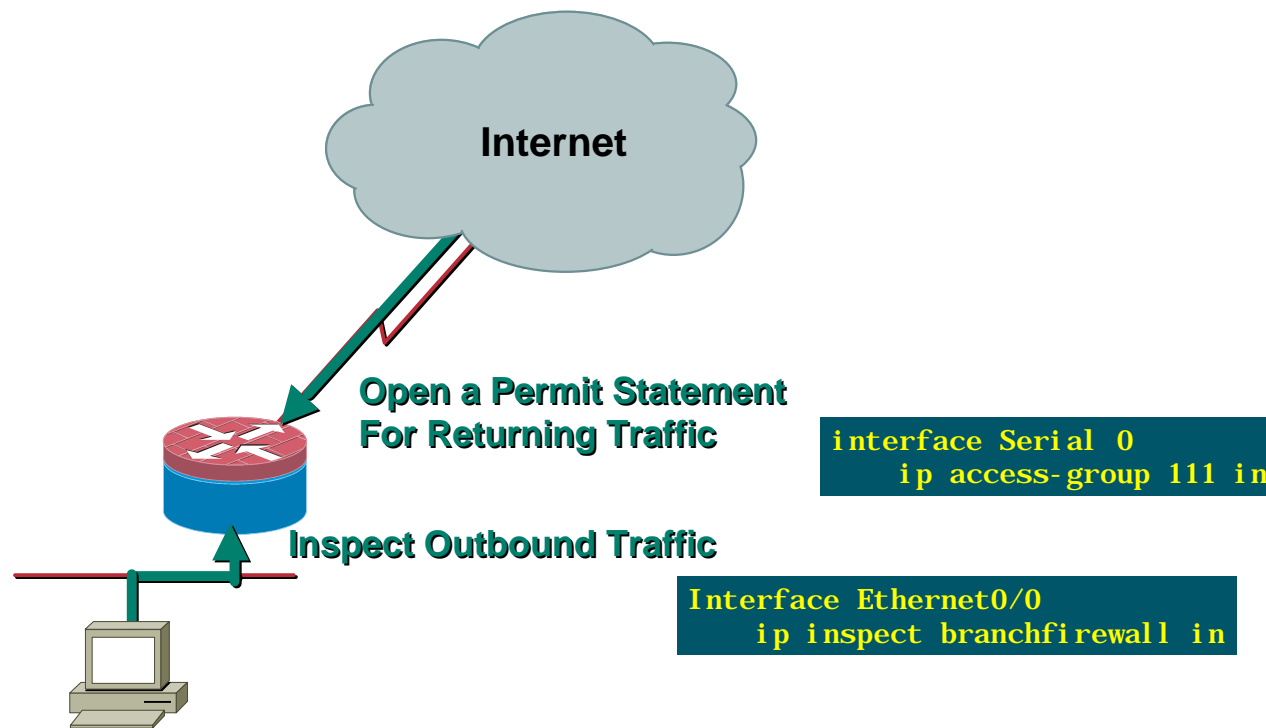 Internet
Open a Permit Statement
For Returning Traffic
interface Serial 0
ip access-group 111 in
Inspect Outbound Traffic
Interface Ethernet0/0
ip inspect branchfirewall in